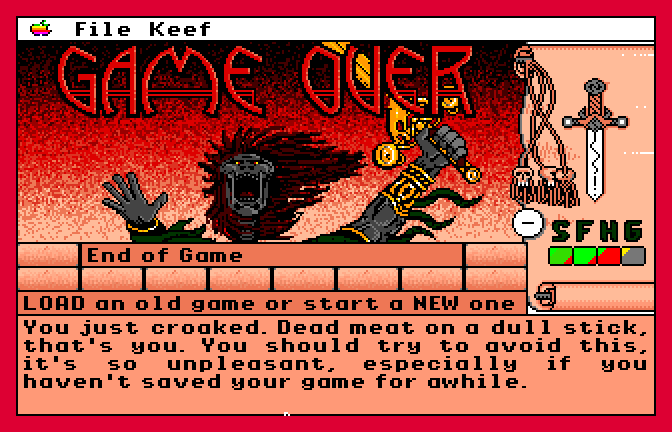 File Keef
GAME OVER
SFHG
End of Game
LOAD an old game or start a NEW one
You just croaked. Dead meat on a dull stick,
that's you. You should try to avoid this,
it's so unpleasant, especially if you
haven't saved your game for awhile.